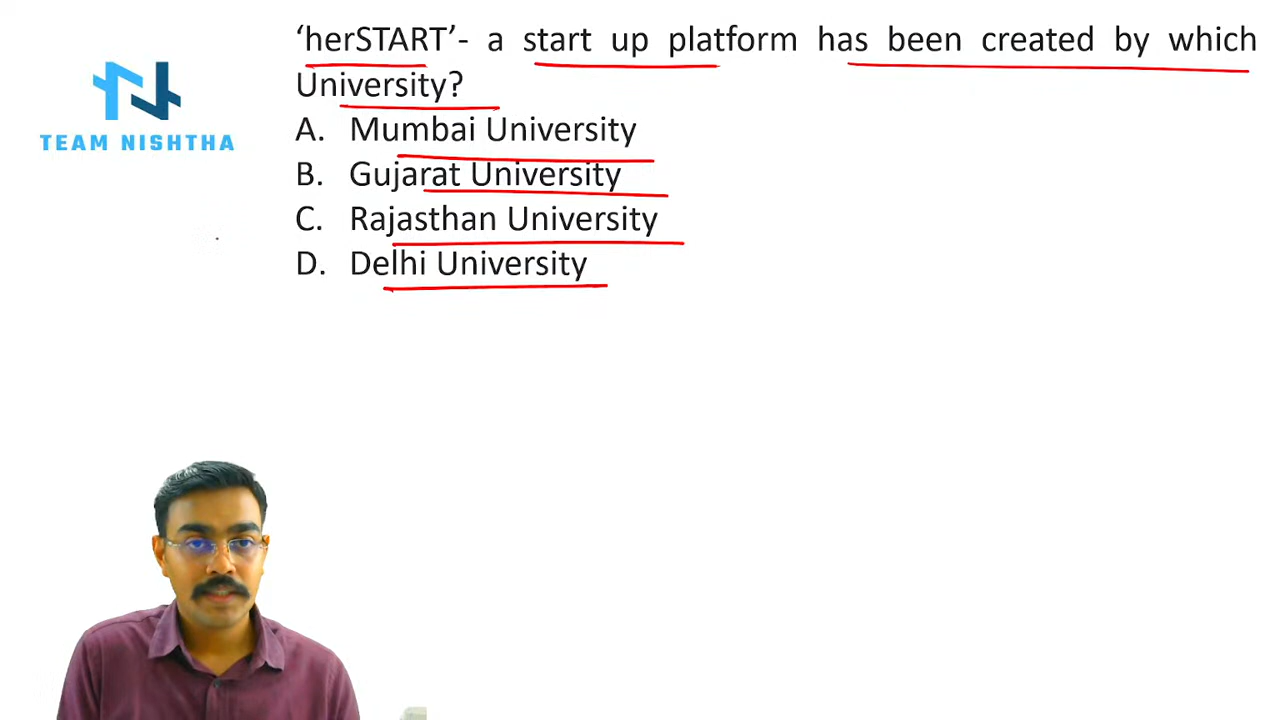 ‘herSTART’- a start up platform has been created by which
University?
TEAM NISHTHA
A. Mumbai University
B. Gujarat University
C. Rajasthan University
D. Delhi University